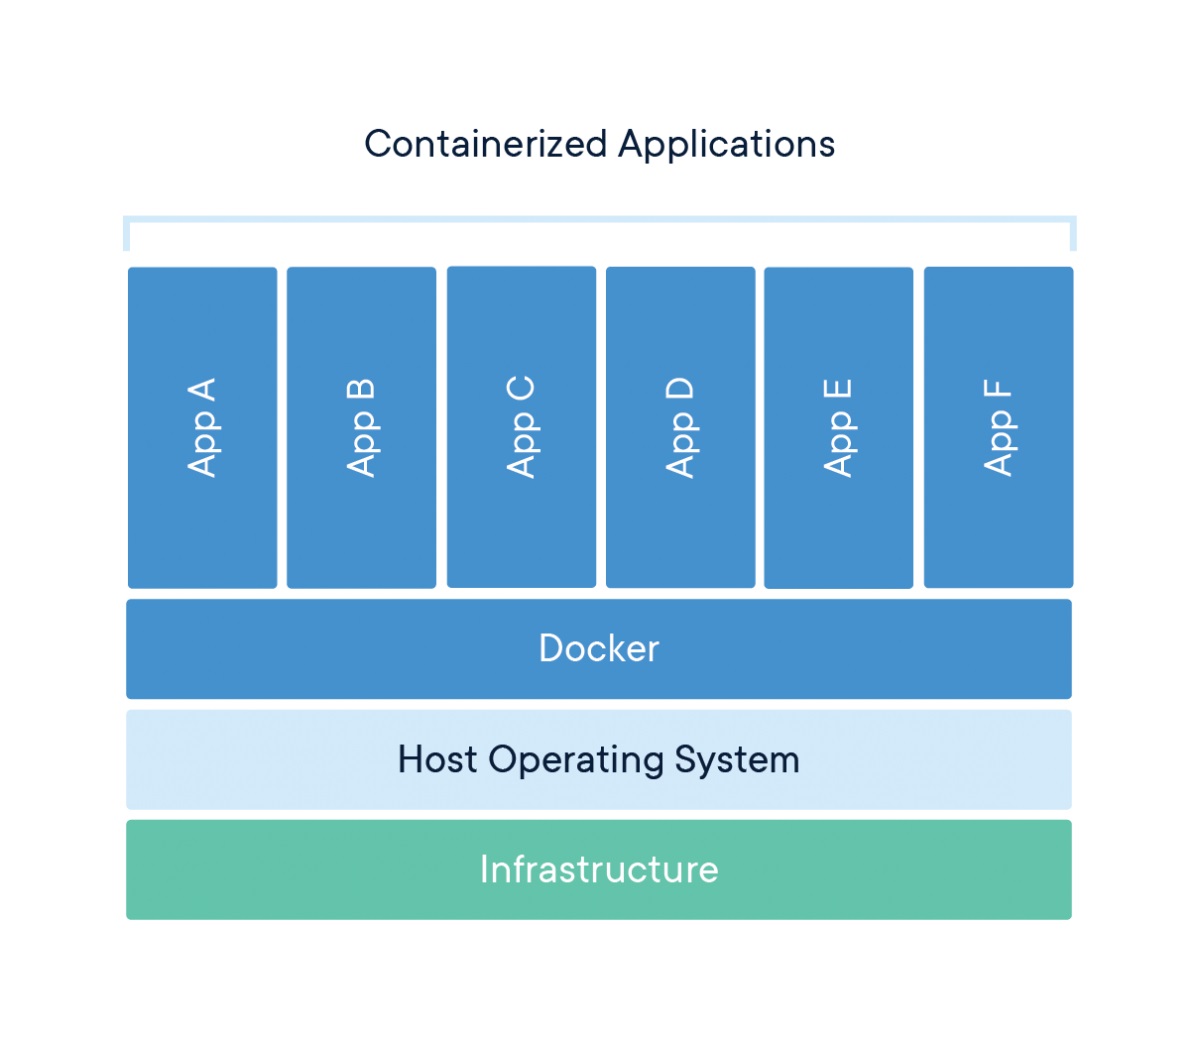 Containerized Applications
App A
App B
App C
App D
App E
App F
Docker
Host Operating System
Infrastructure